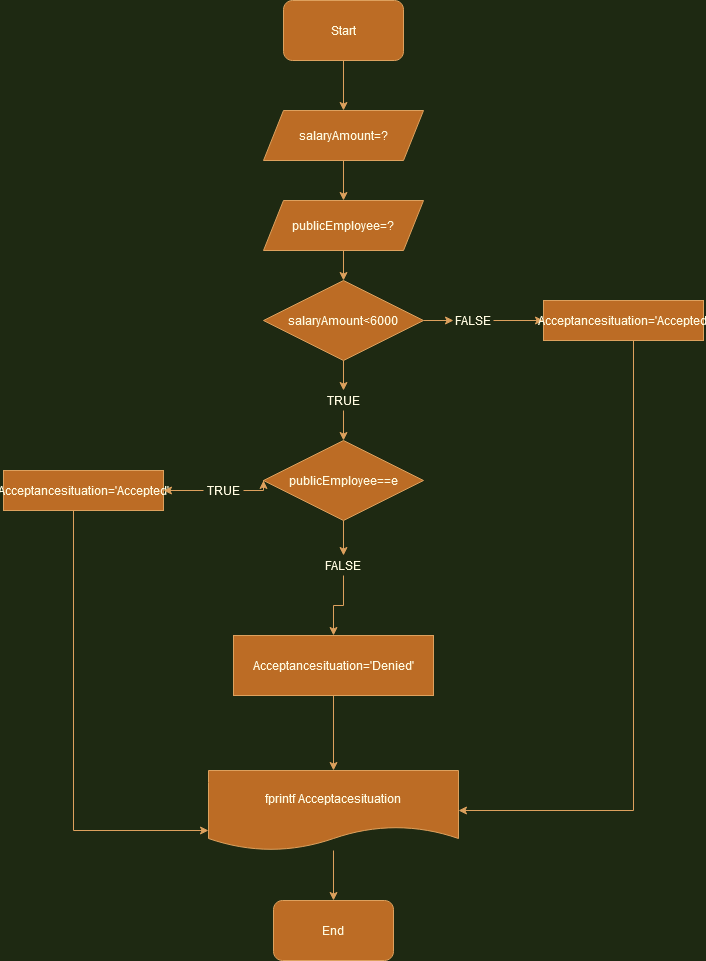 Start
salaryAmount=?
publicEmployee=?
salaryAmount<6000
FALSE
Acceptancesituation='Accepted
TRUE
publicEmployee==e
TRUE
Acceptancesituation='Accepted'
FALSE
Acceptancesituation='Denied'
fprintf Acceptacesituation
End